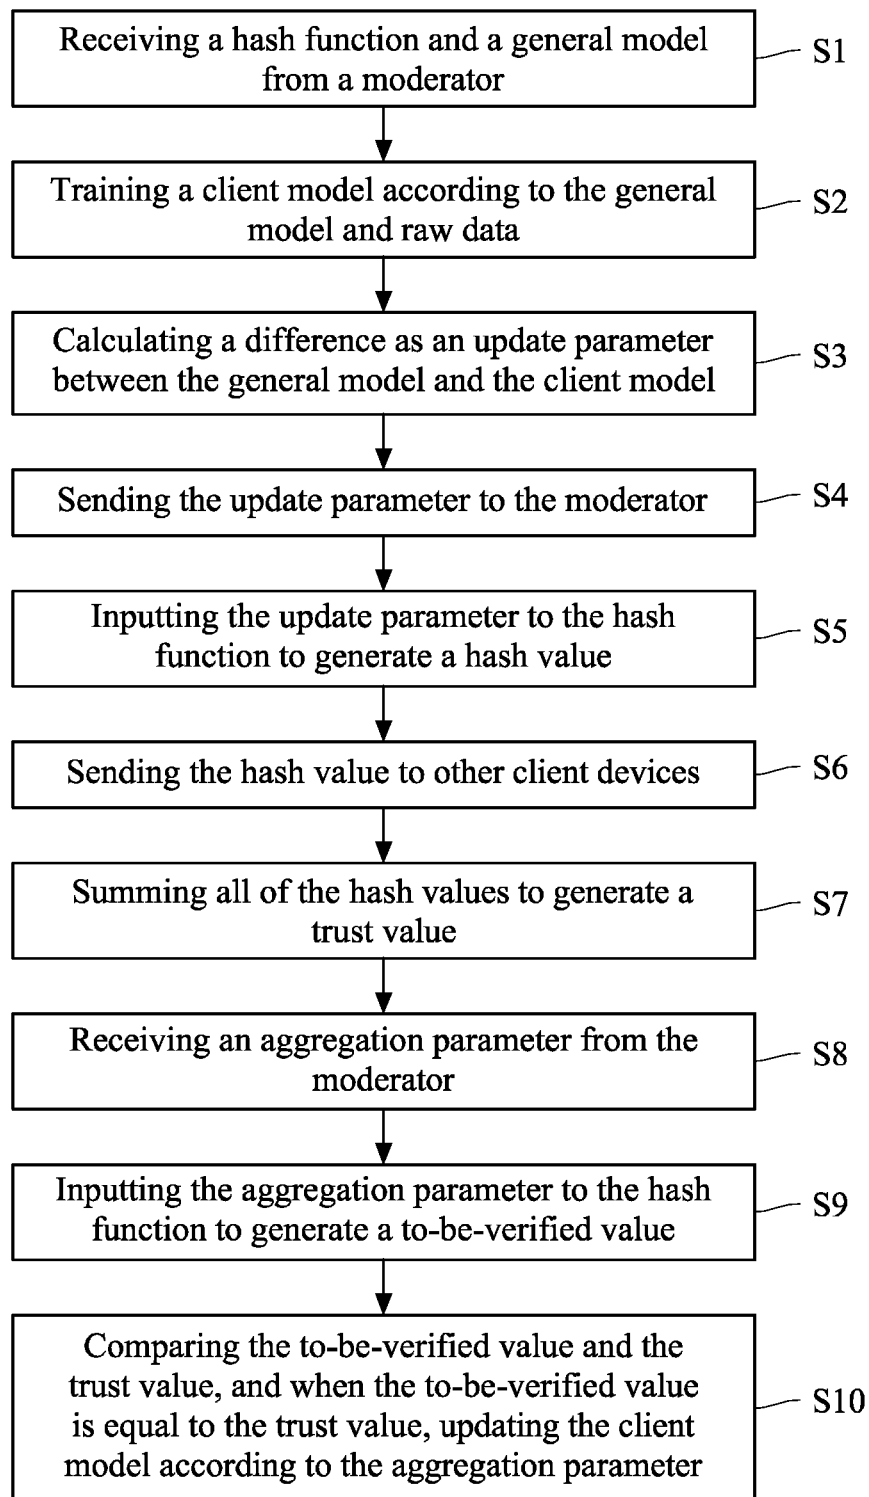 Receiving a hash function and a general model
from a moderator
S1
Training a client model according to the general
model and raw data
S2
Calculating a difference as an update parameter
between the general model and the client model
S3
Sending the update parameter to the moderator
S4
Inputting the update parameter to the hash
function to generate a hash value
S5
Sending the hash value to other client devices
S6
Summing all of the hash values to generate a
trust value
S7
Receiving an aggregation parameter from the
moderator
S8
Inputting the aggregation parameter to the hash
function to generate a to-be-verified value
S9
Comparing the to-be-verified value and the
trust value, and when the to-be-verified value
is equal to the trust value, updating the client
model according to the aggregation parameter
S10